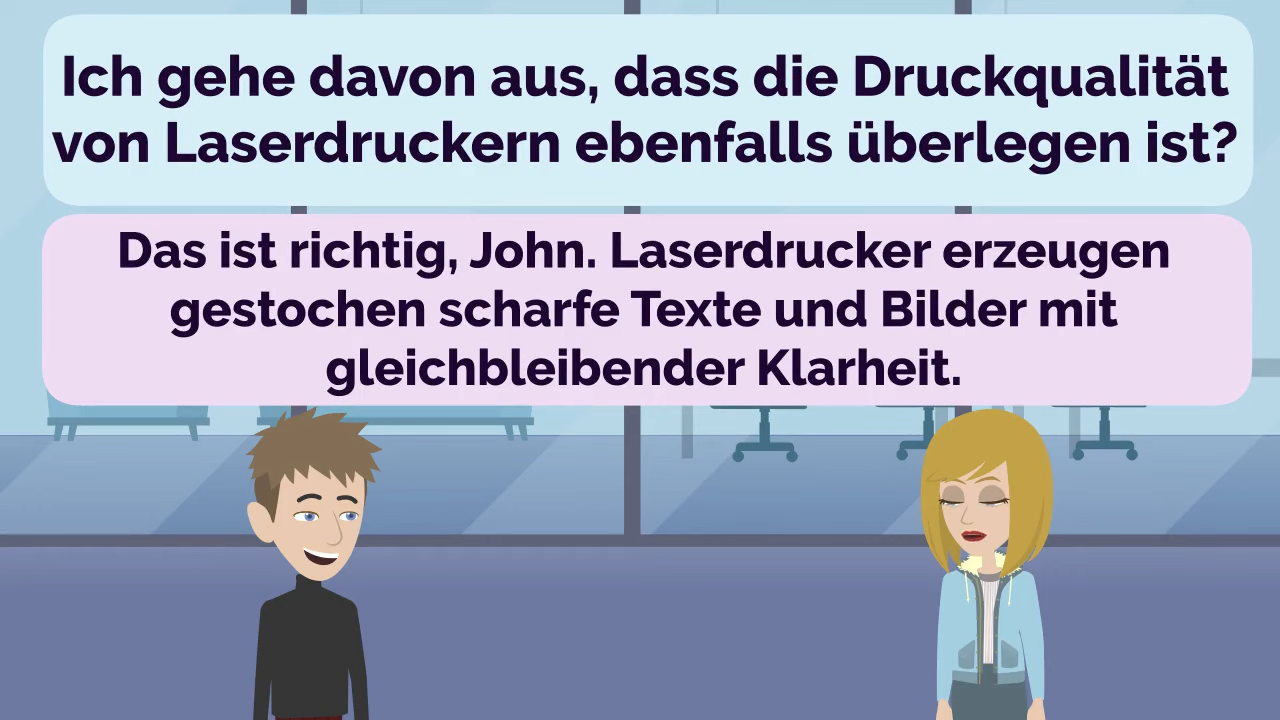 Ich gehe davon aus, dass die Druckqualität
von Laserdruckern ebenfalls überlegen ist?
Das ist richtig, John. Laserdrucker erzeugen
gestochen scharfe Texte und Bilder mit
gleichbleibender Klarheit.